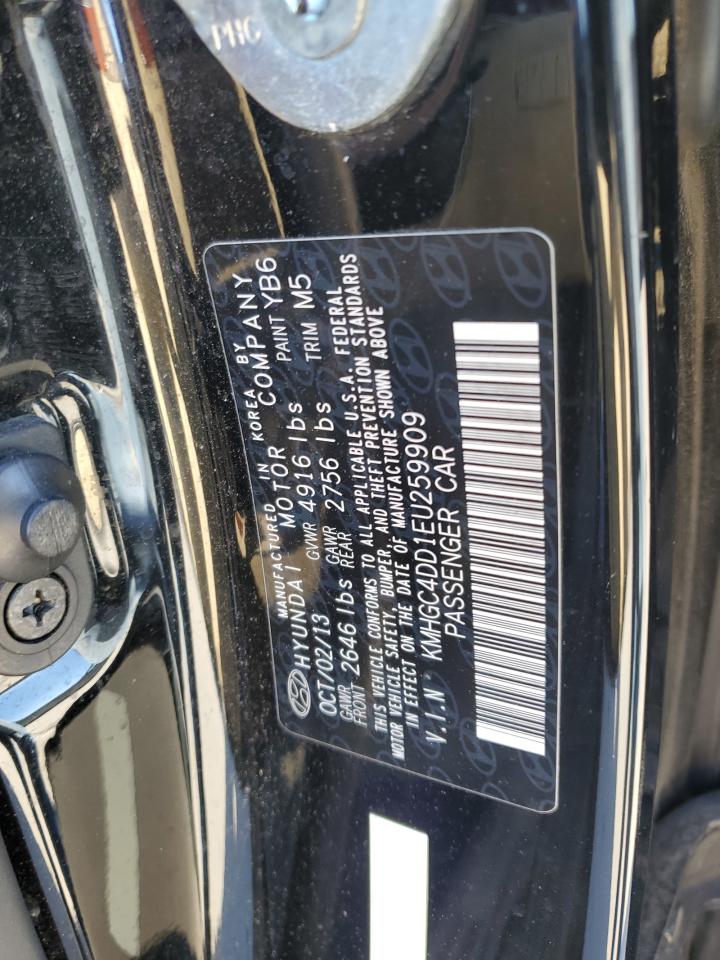 PHC
MANUFACTURED IN KOREA BY
HYUNDAI MOTOR COMPANY
OCT/02/13 GVWR 4916 lbs PAINT YB6
GAWR FRONT 2646 lbs GAWR REAR 2756 lbs TRIM M5
THIS VEHICLE CONFORMS TO ALL APPLICABLE U.S.A. FEDERAL
MOTOR VEHICLE SAFETY, BUMPER, AND THEFT PREVENTION STANDARDS
IN EFFECT ON THE DATE OF MANUFACTURE SHOWN ABOVE
V.I.N KMHGC4DD1EU259909
PASSENGER CAR